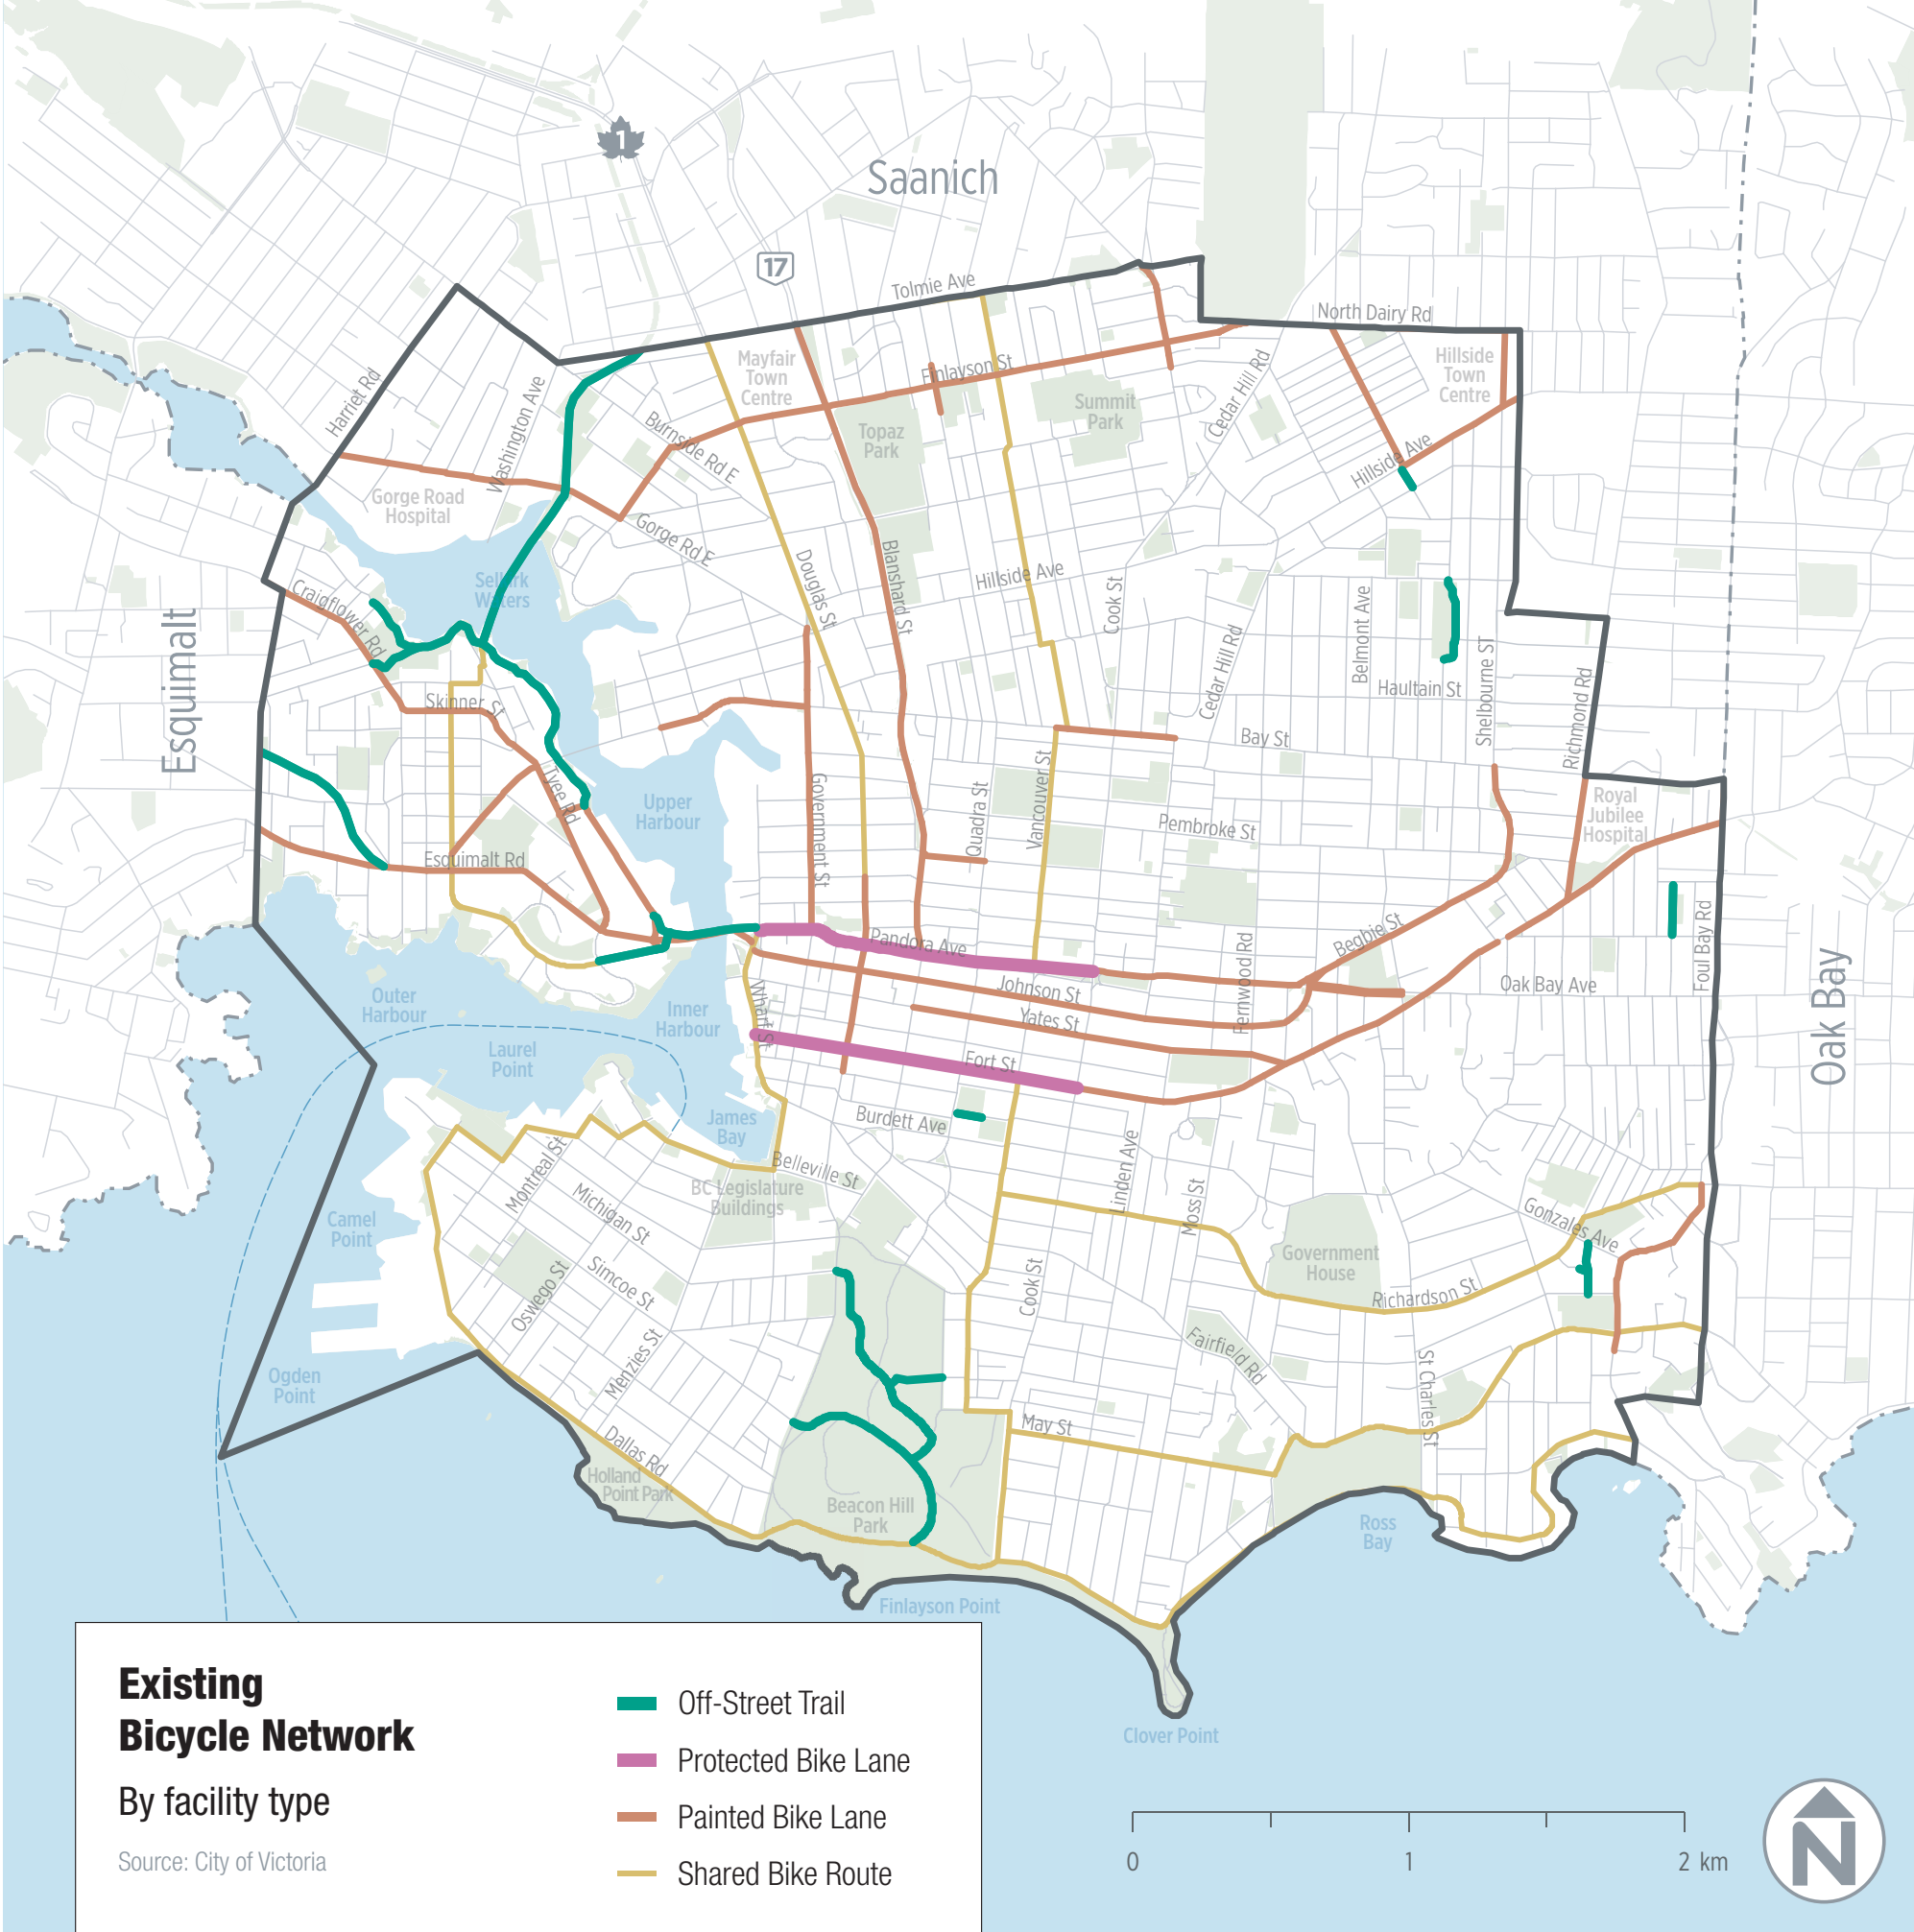 1
Saanich
17
Tolmie Ave
North Dairy Rd
Mayfair
Town
Centre
Hillside
Town
Centre
Finlayson St
Harriet Rd
Washington Ave
Burnside Rd E
Topaz
Park
Summit
Park
Cedar Hill Rd
Hillside Ave
Gorge Road
Hospital
Gorge Rd E
Selkirk
Waters
Douglas St
Blanshard St
Hillside Ave
Cook St
Craigflower Rd
Esquimalt
Belmont Ave
Cedar Hill Rd
Shelbourne ST
Haultain St
Richmond Rd
Skinner St
Bay St
Tyee Rd
Upper
Harbour
Government St
Quadra St
Vancouver St
Pembroke St
Royal
Jubilee
Hospital
Esquimalt Rd
Pandora Ave
Begbie St
Fernwood Rd
Foul Bay Rd
Oak Bay Ave
Oak Bay
Johnson St
Yates St
Wharf St
Outer
Harbour
Inner
Harbour
Laurel
Point
Fort St
James
Bay
Burdett Ave
Belleville St
Linden Ave
Moss St
Montreal St
Michigan St
BC Legislature
Buildings
Camel
Point
Gonzales Ave
Government
House
Simcoe St
Oswego St
Cook St
Richardson St
Menzies St
Fairfield Rd
St Charles St
Ogden
Point
May St
Dallas Rd
Holland
Point Park
Beacon Hill
Park
Ross
Bay
Finlayson Point
Clover Point
Existing
Bicycle Network
By facility type
Source: City of Victoria
Off-Street Trail
Protected Bike Lane
Painted Bike Lane
Shared Bike Route
0 1 2 km
N